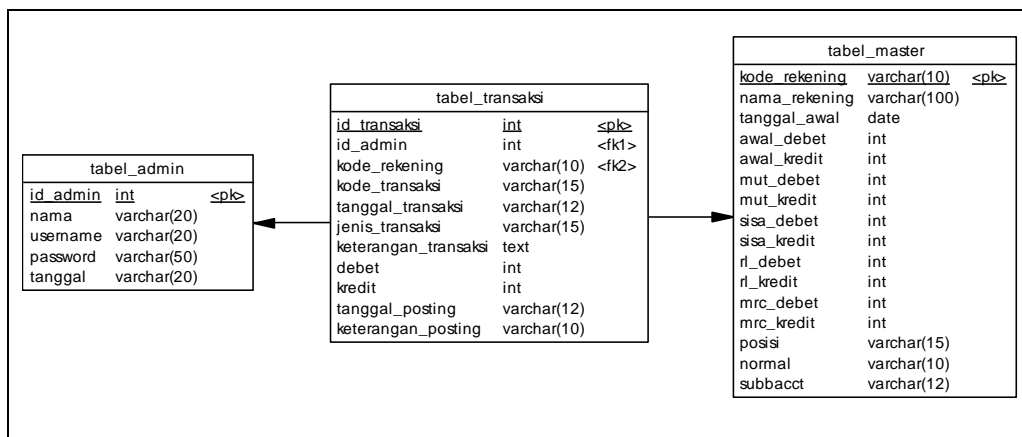 tabel_admin
id_admin int <pk>
nama varchar(20)
username varchar(20)
password varchar(50)
tanggal varchar(20)
tabel_transaksi
id_transaksi int <pk>
id_admin int <fk1>
kode_rekening varchar(10) <fk2>
kode_transaksi varchar(15)
tanggal_transaksi varchar(12)
jenis_transaksi varchar(15)
keterangan_transaksi text
debet int
kredit int
tanggal_posting varchar(12)
keterangan_posting varchar(10)
tabel_master
kode_rekening varchar(10) <pk>
nama_rekening varchar(100)
tanggal_awal date
awal_debet int
awal_kredit int
mut_debet int
mut_kredit int
sisa_debet int
sisa_kredit int
rl_debet int
rl_kredit int
mrc_debet int
mrc_kredit int
posisi varchar(15)
normal varchar(10)
subbacct varchar(12)